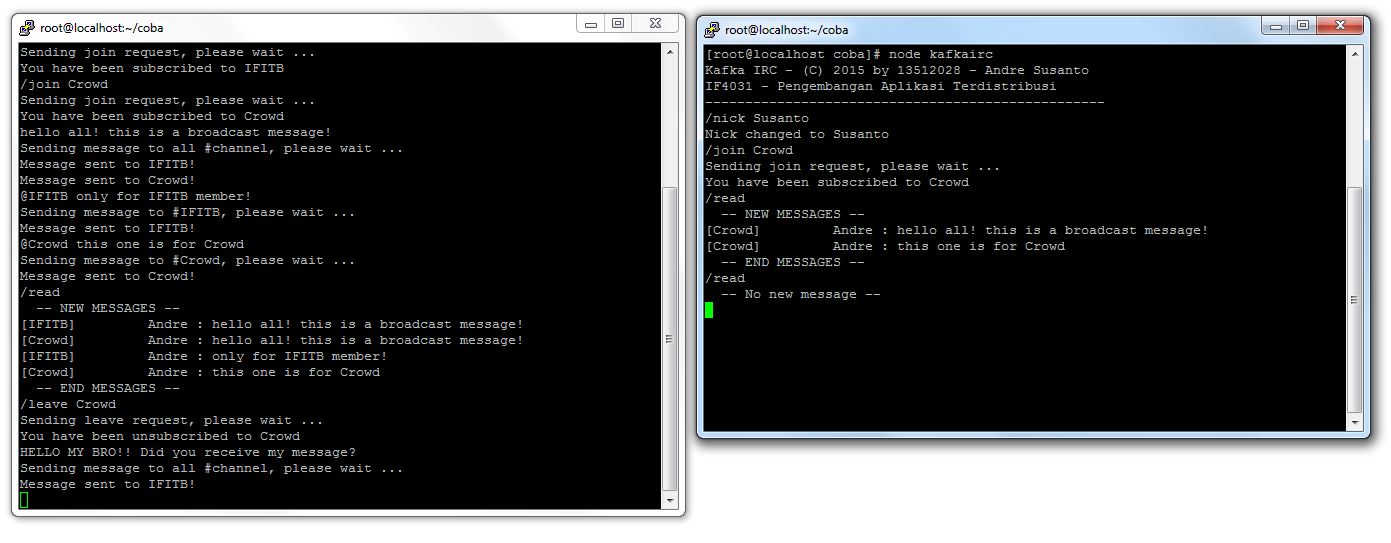 root@localhost:~/coba
Sending join request, please wait ...
You have been subscribed to IFITB
/join Crowd
Sending join request, please wait ...
You have been subscribed to Crowd
hello all! this is a broadcast message!
Sending message to all #channel, please wait ...
Message sent to IFITB!
Message sent to Crowd!
@IFITB only for IFITB member!
Sending message to #IFITB, please wait ...
Message sent to IFITB!
@Crowd this one is for Crowd
Sending message to #Crowd, please wait ...
Message sent to Crowd!
/read
-- NEW MESSAGES --
[IFITB] Andre : hello all! this is a broadcast message!
[Crowd] Andre : hello all! this is a broadcast message!
[IFITB] Andre : only for IFITB member!
[Crowd] Andre : this one is for Crowd
-- END MESSAGES --
/leave Crowd
Sending leave request, please wait ...
You have been unsubscribed to Crowd
HELLO MY BRO!! Did you receive my message?
Sending message to all #channel, please wait ...
Message sent to IFITB!
root@localhost:~/coba
[root@localhost coba]# node kafkairc
Kafka IRC - (C) 2015 by 13512028 - Andre Susanto
IF4031 - Pengembangan Aplikasi Terdistribusi
--------------------------------------------------
/nick Susanto
Nick changed to Susanto
/join Crowd
Sending join request, please wait ...
You have been subscribed to Crowd
/read
-- NEW MESSAGES --
[Crowd] Andre : hello all! this is a broadcast message!
[Crowd] Andre : this one is for Crowd
-- END MESSAGES --
/read
-- No new message --